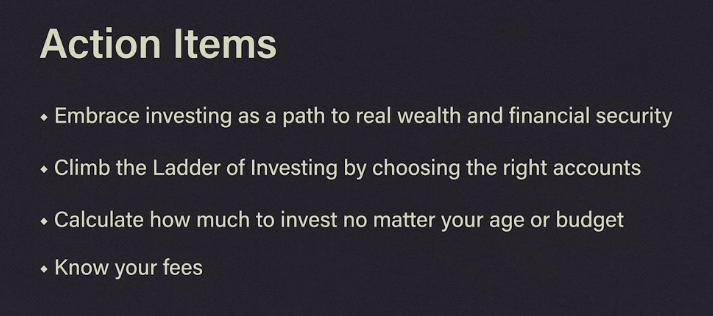 Action Items
⬥ Embrace investing as a path to real wealth and financial security
⬥ Climb the Ladder of Investing by choosing the right accounts
⬥ Calculate how much to invest no matter your age or budget
⬥ Know your fees